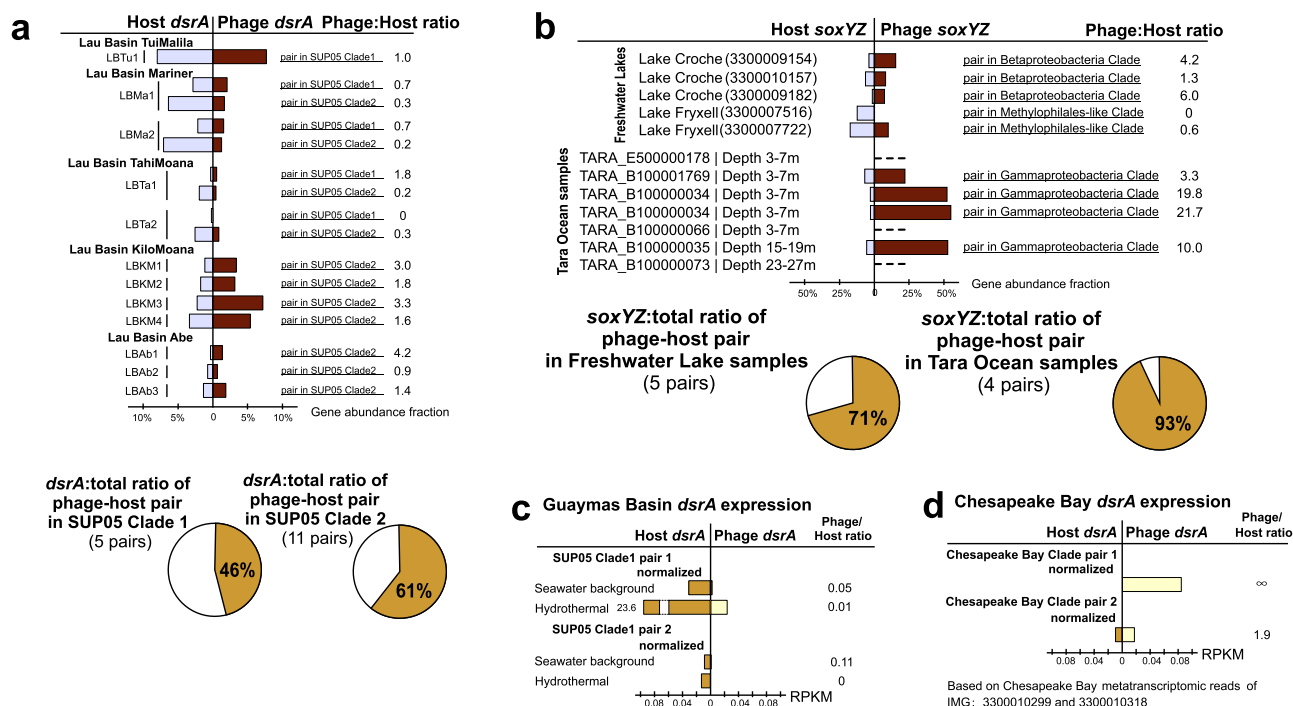 a
Host dsrA Phage dsrA Phage:Host ratio
Lau Basin TuiMalila
LBTu1 pair in SUP05 Clade1 1.0
Lau Basin Mariner
LBMa1 pair in SUP05 Clade1 0.7
pair in SUP05 Clade2 0.3
LBMa2 pair in SUP05 Clade1 0.7
pair in SUP05 Clade2 0.2
Lau Basin TahiMoana
LBTa1 pair in SUP05 Clade1 1.8
pair in SUP05 Clade2 0.2
LBTa2 pair in SUP05 Clade1 0
pair in SUP05 Clade2 0.3
Lau Basin KiloMoana
LBKM1 pair in SUP05 Clade2 3.0
LBKM2 pair in SUP05 Clade2 1.8
LBKM3 pair in SUP05 Clade2 3.3
LBKM4 pair in SUP05 Clade2 1.6
Lau Basin Abe
LBAb1 pair in SUP05 Clade2 4.2
LBAb2 pair in SUP05 Clade2 0.9
LBAb3 pair in SUP05 Clade2 1.4
10% 5% 0 5% 10%
Gene abundance fraction
dsrA:total ratio of
phage-host pair
in SUP05 Clade 1
(5 pairs)
46%
dsrA:total ratio of
phage-host pair
in SUP05 Clade 2
(11 pairs)
61%
b
Host soxYZ Phage soxYZ Phage:Host ratio
Freshwater Lakes
Lake Croche (3300009154) pair in Betaproteobacteria Clade 4.2
Lake Croche (3300010157) pair in Betaproteobacteria Clade 1.3
Lake Croche (3300009182) pair in Betaproteobacteria Clade 6.0
Lake Fryxell (3300007516) pair in Methylophilales-like Clade 0
Lake Fryxell (3300007722) pair in Methylophilales-like Clade 0.6
Tara Ocean samples
TARA_E500000178 | Depth 3-7m
TARA_B100001769 | Depth 3-7m pair in Gammaproteobacteria Clade 3.3
TARA_B100000034 | Depth 3-7m pair in Gammaproteobacteria Clade 19.8
TARA_B100000034 | Depth 3-7m pair in Gammaproteobacteria Clade 21.7
TARA_B100000066 | Depth 3-7m
TARA_B100000035 | Depth 15-19m pair in Gammaproteobacteria Clade 10.0
TARA_B100000073 | Depth 23-27m
50% 25% 0 25% 50%
Gene abundance fraction
soxYZ:total ratio of
phage-host pair
in Freshwater Lake samples
(5 pairs)
71%
soxYZ:total ratio of
phage-host pair
in Tara Ocean samples
(4 pairs)
93%
c
Guaymas Basin dsrA expression
Host dsrA Phage dsrA Phage/
Host ratio
SUP05 Clade1 pair 1
normalized
Seawater background 0.05
Hydrothermal 23.6 0.01
SUP05 Clade1 pair 2
normalized
Seawater background 0.11
Hydrothermal 0
0.08 0.04 0 0.04 0.08
RPKM
d
Chesapeake Bay dsrA expression
Host dsrA Phage dsrA Phage/
Host ratio
Chesapeake Bay Clade pair 1
normalized
∞
Chesapeake Bay Clade pair 2
normalized
1.9
0.08 0.04 0 0.04 0.08
RPKM
Based on Chesapeake Bay metatranscriptomic reads of
IMG: 3300010299 and 3300010318